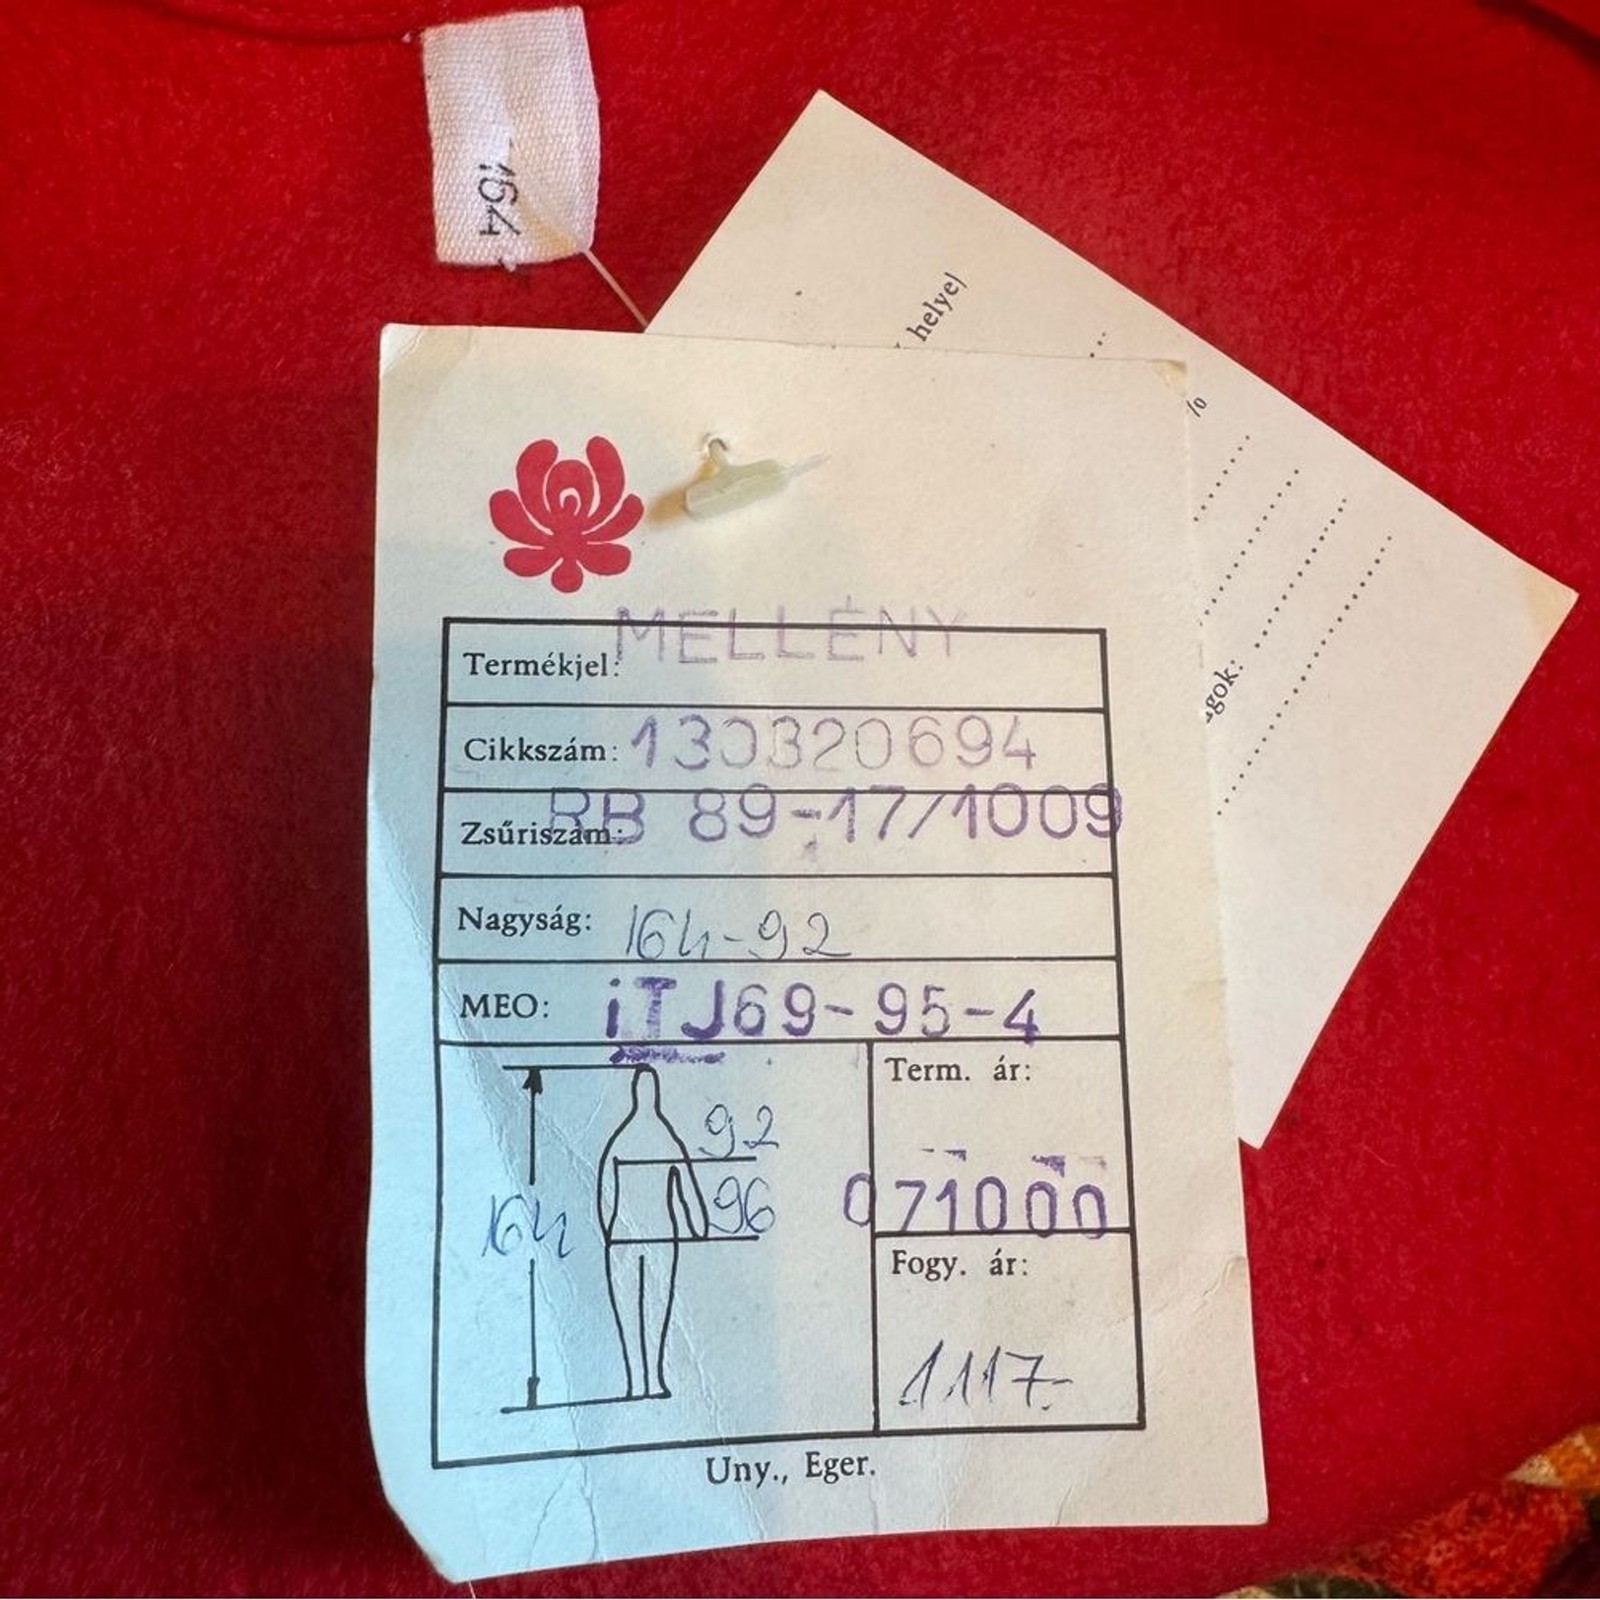 164
helye)
%
MELLÉNY
Termékjel:
Cikkszám: 130320694
Zsűriszám: RB 89-17/1009
Nagyság: 164-92
MEO: iTJ69-95-4
Term. ár:
92
96
164
071000
Fogy. ár:
1117-
Uny., Eger.